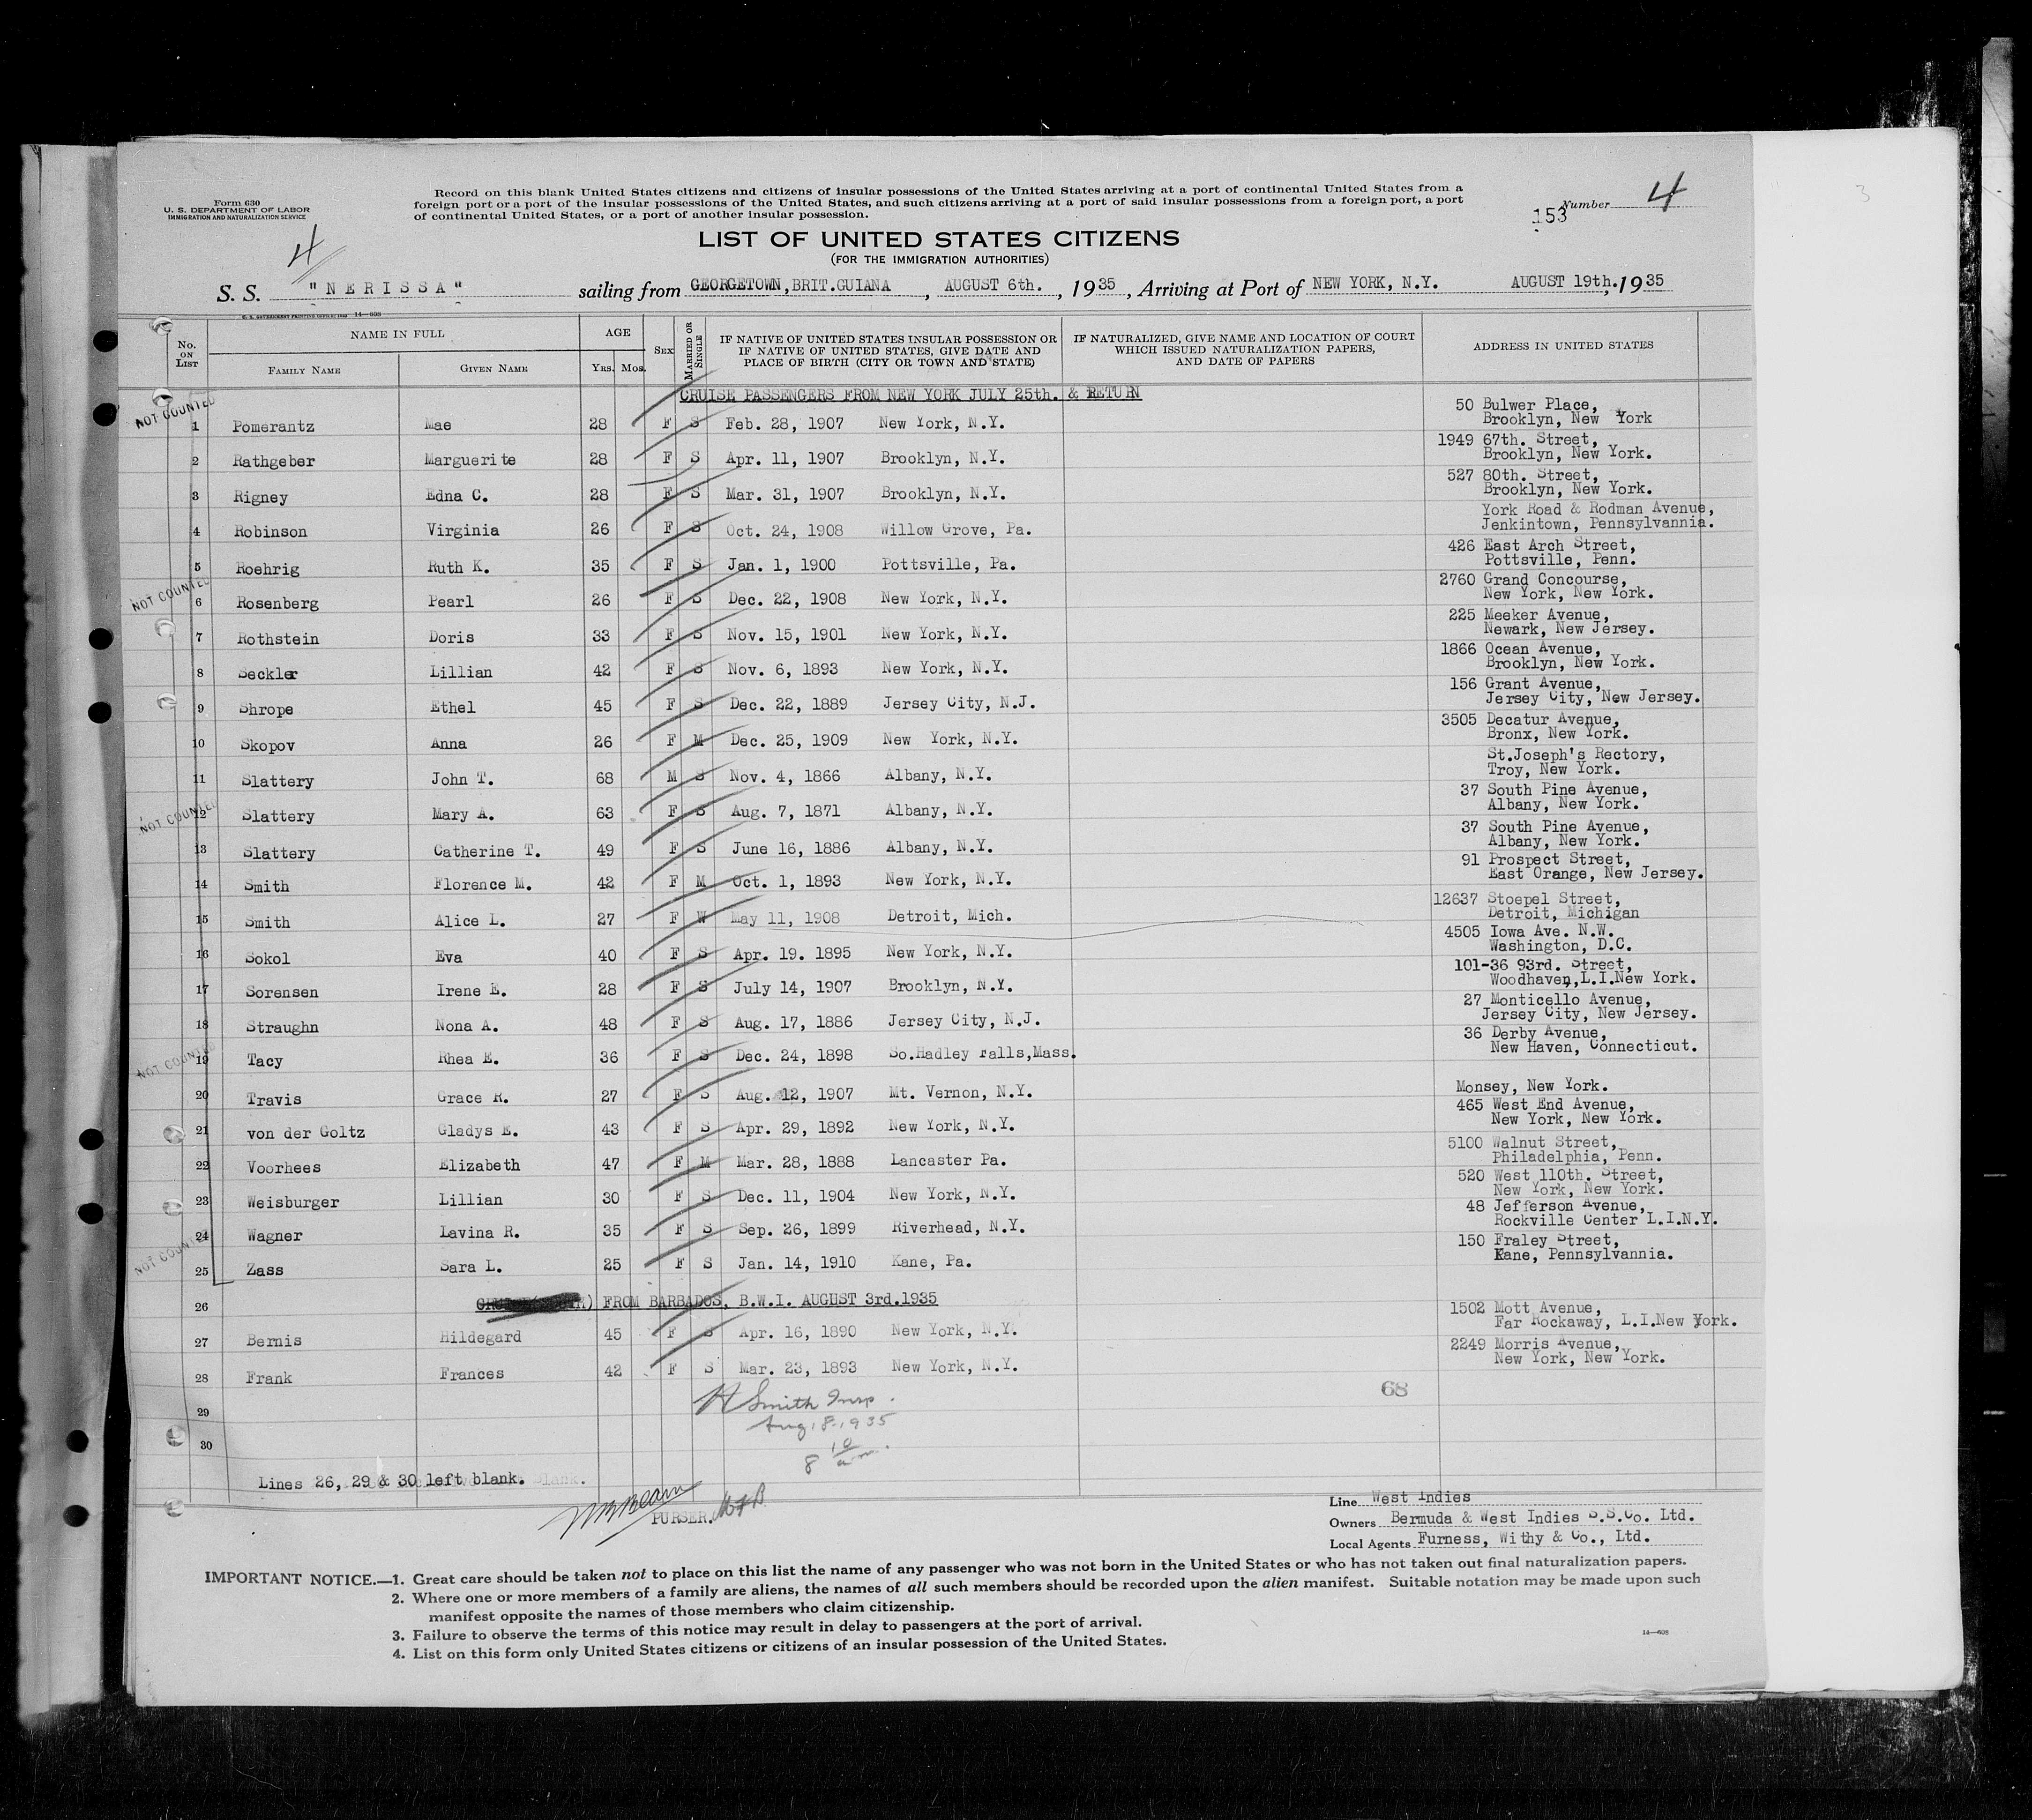 Form 630
U. S. DEPARTMENT OF LABOR
IMMIGRATION AND NATURALIZATION SERVICE
Record on this blank United States citizens and citizens of insular possessions of the United States arriving at a port of continental United States from a
foreign port or a port of the insular possessions of the United States, and such citizens arriving at a port of said insular possessions from a foreign port, a port
of continental United States, or a port of another insular possession.
153 Number 4
4
LIST OF UNITED STATES CITIZENS
(FOR THE IMMIGRATION AUTHORITIES)
S. S. "NERISSA" sailing from GEORGETOWN, BRIT.GUIANA, AUGUST 6th., 1935, Arriving at Port of NEW YORK, N.Y. AUGUST 19th., 1935
14—608
No. ON LIST NAME IN FULL FAMILY NAME GIVEN NAME AGE YRS. MOS. SEX MARRIED OR SINGLE IF NATIVE OF UNITED STATES INSULAR POSSESSION OR IF NATIVE OF UNITED STATES, GIVE DATE AND PLACE OF BIRTH (CITY OR TOWN AND STATE) IF NATURALIZED, GIVE NAME AND LOCATION OF COURT WHICH ISSUED NATURALIZATION PAPERS, AND DATE OF PAPERS ADDRESS IN UNITED STATES
CRUISE PASSENGERS FROM NEW YORK JULY 25th. & RETURN
NOT COUNTED
1 Pomerantz Mae 28 F S Feb. 28, 1907 New York, N.Y. 50 Bulwer Place, Brooklyn, New York
2 Rathgeber Marguerite 28 F S Apr. 11, 1907 Brooklyn, N.Y. 1949 67th. Street, Brooklyn, New York.
3 Rigney Edna C. 28 F S Mar. 31, 1907 Brooklyn, N.Y. 527 80th. Street, Brooklyn, New York.
4 Robinson Virginia 26 F S Oct. 24, 1908 Willow Grove, Pa. York Road & Rodman Avenue, Jenkintown, Pennsylvannia.
5 Roehrig Ruth K. 35 F S Jan. 1, 1900 Pottsville, Pa. 426 East Arch Street, Pottsville, Penn.
NOT COUNTED
6 Rosenberg Pearl 26 F S Dec. 22, 1908 New York, N.Y. 2760 Grand Concourse, New York, New York.
7 Rothstein Doris 33 F S Nov. 15, 1901 New York, N.Y. 225 Meeker Avenue, Newark, New Jersey.
8 Seckler Lillian 42 F S Nov. 6, 1893 New York, N.Y. 1866 Ocean Avenue, Brooklyn, New York.
9 Shrope Ethel 45 F S Dec. 22, 1889 Jersey City, N.J. 156 Grant Avenue, Jersey City, New Jersey.
10 Skopov Anna 26 F M Dec. 25, 1909 New York, N.Y. 3505 Decatur Avenue, Bronx, New York.
11 Slattery John T. 68 M S Nov. 4, 1866 Albany, N.Y. St.Joseph's Rectory, Troy, New York.
NOT COUNTED
12 Slattery Mary A. 63 F S Aug. 7, 1871 Albany, N.Y. 37 South Pine Avenue, Albany, New York.
13 Slattery Catherine T. 49 F S June 16, 1886 Albany, N.Y. 37 South Pine Avenue, Albany, New York.
14 Smith Florence M. 42 F M Oct. 1, 1893 New York, N.Y. 91 Prospect Street, East Orange, New Jersey.
15 Smith Alice L. 27 F W May 11, 1908 Detroit, Mich. 12637 Stoepel Street, Detroit, Michigan
16 Sokol Eva 40 F S Apr. 19. 1895 New York, N.Y. 4505 Iowa Ave. N.W. Washington, D.C.
17 Sorensen Irene E. 28 F S July 14, 1907 Brooklyn, N.Y. 101-36 93rd. Street, Woodhaven,L.I.New York.
18 Straughn Nona A. 48 F S Aug. 17, 1886 Jersey City, N.J. 27 Monticello Avenue, Jersey City, New Jersey.
NOT COUNTED
19 Tacy Rhea E. 36 F S Dec. 24, 1898 So.Hadley Falls,Mass. 36 Derby Avenue, New Haven, Connecticut.
20 Travis Grace R. 27 F S Aug. 12, 1907 Mt. Vernon, N.Y. Monsey, New York.
21 von der Goltz Gladys E. 43 F S Apr. 29, 1892 New York, N.Y. 465 West End Avenue, New York, New York.
22 Voorhees Elizabeth 47 F M Mar. 28, 1888 Lancaster Pa. 5100 Walnut Street, Philadelphia, Penn.
23 Weisburger Lillian 30 F S Dec. 11, 1904 New York, N.Y. 520 West 110th. Street, New York, New York.
24 Wagner Lavina R. 35 F S Sep. 26, 1899 Riverhead, N.Y. 48 Jefferson Avenue, Rockville Center L.I.N.Y.
NOT COUNTED
25 Zass Sara L. 25 F S Jan. 14, 1910 Kane, Pa. 150 Fraley Street, Kane, Pennsylvannia.
26 FROM BARBADOS, B.W.I. AUGUST 3rd.1935
27 Bernis Hildegard 45 F S Apr. 16, 1890 New York, N.Y. 1502 Mott Avenue, Far Rockaway, L.I.New York.
28 Frank Frances 42 F S Mar. 23, 1893 New York, N.Y. 2249 Morris Avenue, New York, New York.
68
29 H Smith Insp.
Aug 18-1935
30 8 10 am.
Lines 26, 29 & 30 left blank.
PURSER.
Line West Indies
Owners Bermuda & West Indies S.S.Co. Ltd.
Local Agents Furness, Withy & Co., Ltd.
IMPORTANT NOTICE.—1. Great care should be taken not to place on this list the name of any passenger who was not born in the United States or who has not taken out final naturalization papers.
2. Where one or more members of a family are aliens, the names of all such members should be recorded upon the alien manifest. Suitable notation may be made upon such
manifest opposite the names of those members who claim citizenship.
3. Failure to observe the terms of this notice may result in delay to passengers at the port of arrival.
4. List on this form only United States citizens or citizens of an insular possession of the United States.
14—608